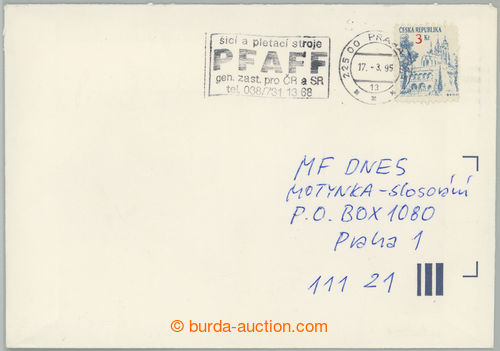 šicí a pletací stroje
PFAFF
gen. zast. pro ČR a SR
tel. 038/731 13 68
225 00 PRAHA
17. -3. 95
13
ČESKÁ REPUBLIKA
3 Kč
MF DNES
MOTYNKA - slosování
P.O. BOX 1080
Praha 1
111 21
© burda-auction.com